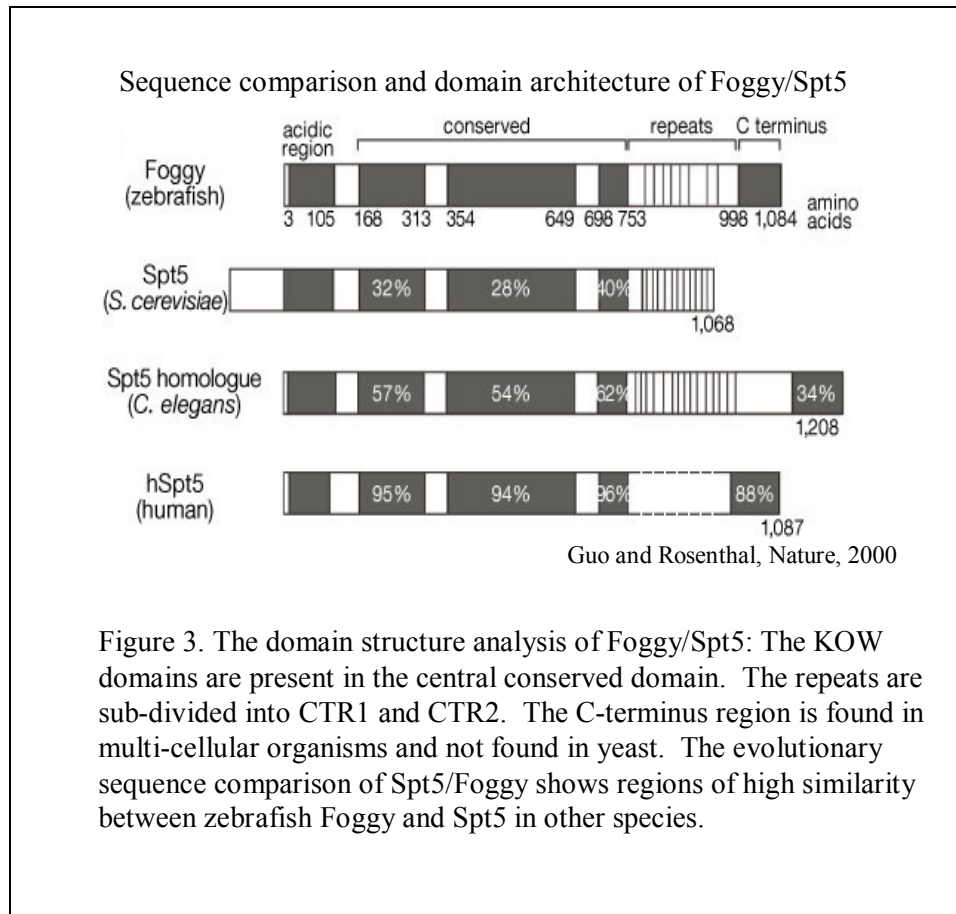 Sequence comparison and domain architecture of Foggy/Spt5
acidic
region
conserved
repeats
C terminus
Foggy
(zebrafish)
3 105 168 313 354 649 698 753 998 1,084
amino
acids
Spt5
(S. cerevisiae)
32% 28% 40%
1,068
Spt5 homologue
(C. elegans)
57% 54% 62% 34%
1,208
hSpt5
(human)
95% 94% 96% 88%
1,087
Guo and Rosenthal, Nature, 2000
Figure 3. The domain structure analysis of Foggy/Spt5: The KOW
domains are present in the central conserved domain. The repeats are
sub-divided into CTR1 and CTR2. The C-terminus region is found in
multi-cellular organisms and not found in yeast. The evolutionary
sequence comparison of Spt5/Foggy shows regions of high similarity
between zebrafish Foggy and Spt5 in other species.